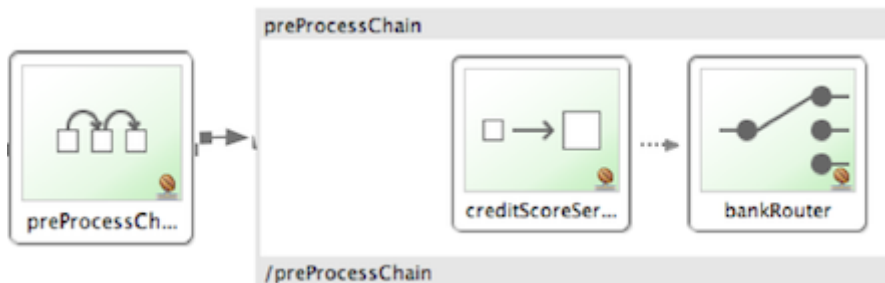 preProcessChain
preProcessCh...
creditScoreSer...
bankRouter
/preProcessChain